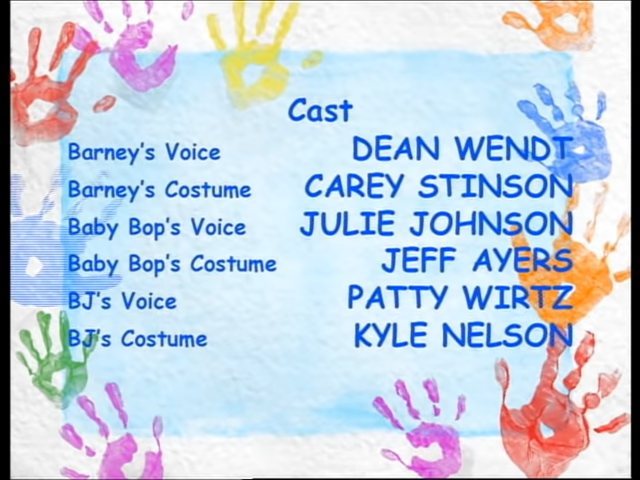 Cast
Barney's Voice DEAN WENDT
Barney's Costume CAREY STINSON
Baby Bop's Voice JULIE JOHNSON
Baby Bop's Costume JEFF AYERS
BJ's Voice PATTY WIRTZ
BJ's Costume KYLE NELSON